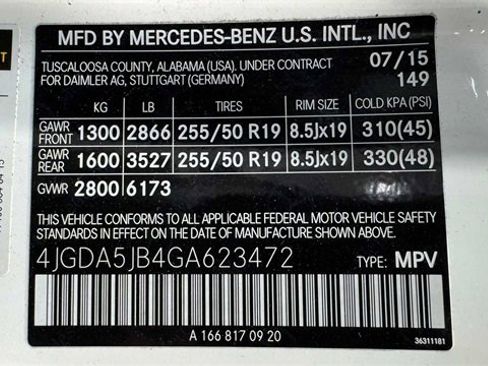 MFD BY MERCEDES-BENZ U.S. INTL., INC
TUSCALOOSA COUNTY, ALABAMA (USA). UNDER CONTRACT 07/15
FOR DAIMLER AG, STUTTGART (GERMANY) 149
KG LB TIRES RIM SIZE COLD KPA (PSI)
GAWR FRONT 1300 2866 255/50 R19 8.5Jx19 310(45)
GAWR REAR 1600 3527 255/50 R19 8.5Jx19 330(48)
GVWR 2800 6173
THIS VEHICLE CONFORMS TO ALL APPLICABLE FEDERAL MOTOR VEHICLE SAFETY
STANDARDS IN EFFECT ON THE DATE OF MANUFACTURE SHOWN ABOVE.
4JGDA5JB4GA623472 TYPE: MPV
A 166 817 09 20
36311181